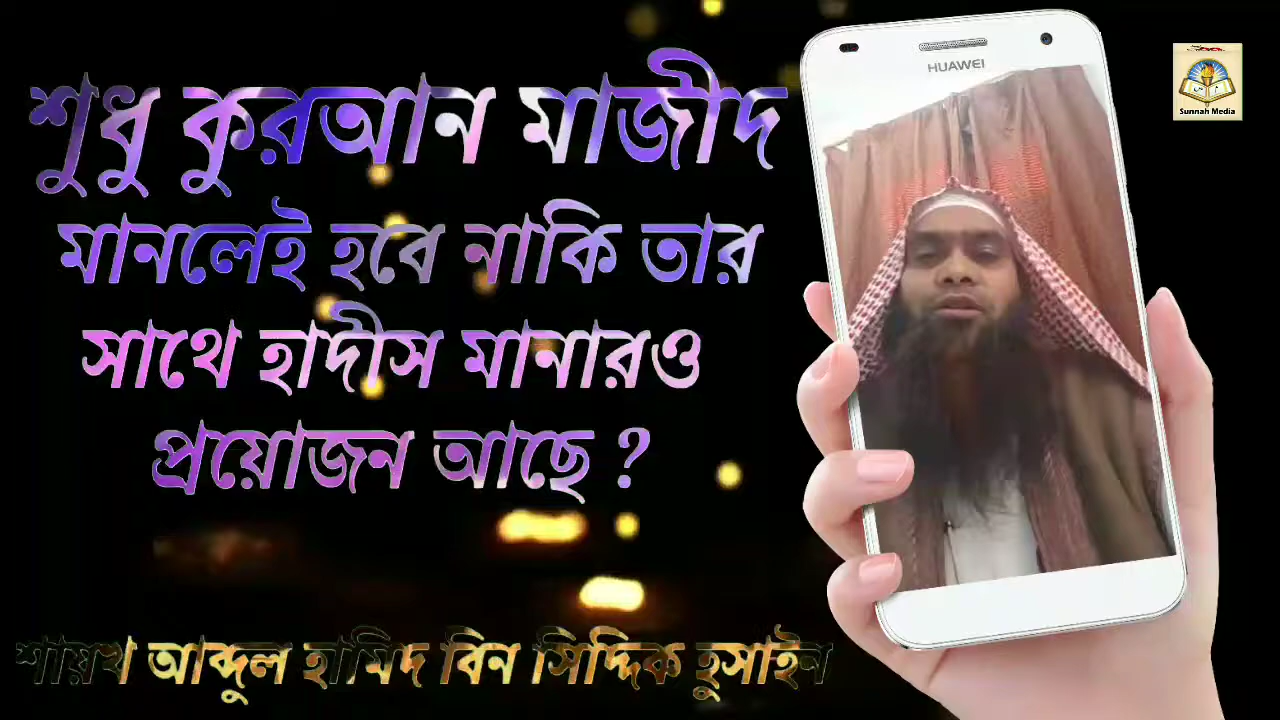 শুধু কুরআন মাজীদ
মানলেই হবে নাকি তার
সাথে হাদীস মানারও
প্রয়োজন আছে ?
শায়খ আব্দুল হামিদ বিন সিদ্দিক হুসাইন
HUAWEI
Sunnah Media